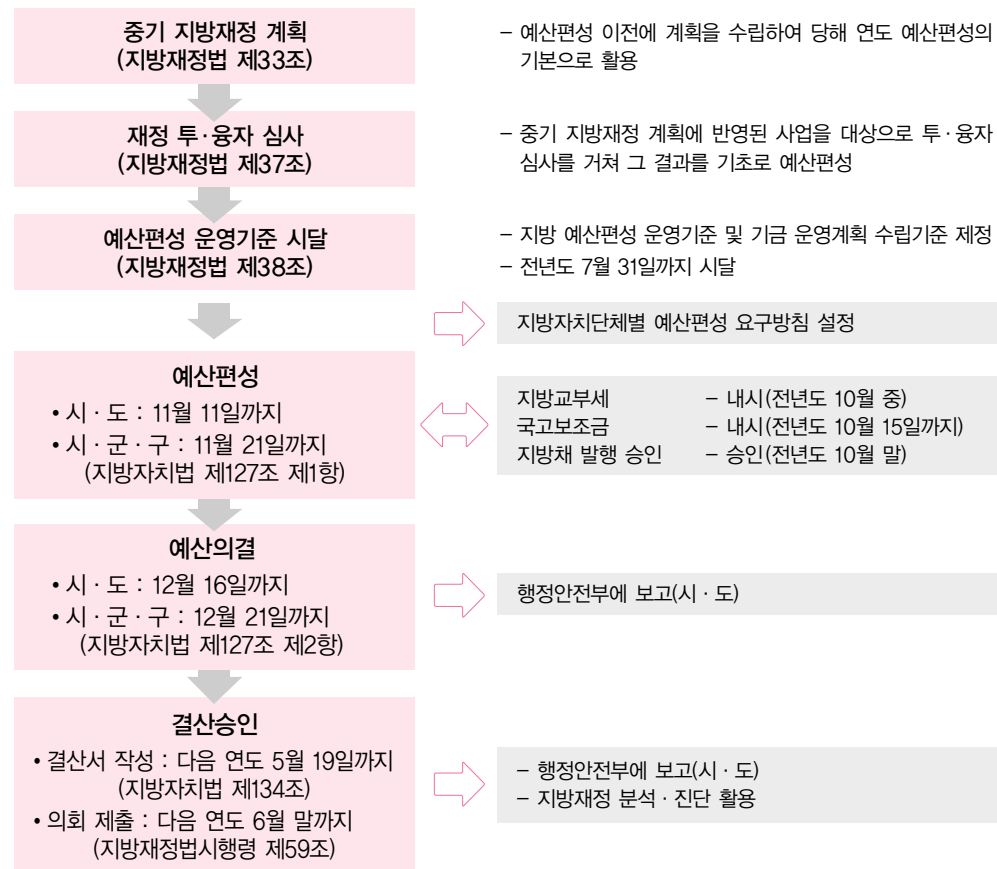 중기 지방재정 계획
(지방재정법 제33조)
– 예산편성 이전에 계획을 수립하여 당해 연도 예산편성의
기본으로 활용
재정 투·융자 심사
(지방재정법 제37조)
– 중기 지방재정 계획에 반영된 사업을 대상으로 투·융자
심사를 거쳐 그 결과를 기초로 예산편성
예산편성 운영기준 시달
(지방재정법 제38조)
– 지방 예산편성 운영기준 및 기금 운영계획 수립기준 제정
– 전년도 7월 31일까지 시달
지방자치단체별 예산편성 요구방침 설정
예산편성
• 시·도 : 11월 11일까지
• 시·군·구 : 11월 21일까지
(지방자치법 제127조 제1항)
지방교부세 – 내시(전년도 10월 중)
국고보조금 – 내시(전년도 10월 15일까지)
지방채 발행 승인 – 승인(전년도 10월 말)
예산의결
• 시·도 : 12월 16일까지
• 시·군·구 : 12월 21일까지
(지방자치법 제127조 제2항)
행정안전부에 보고(시·도)
결산승인
• 결산서 작성 : 다음 연도 5월 19일까지
(지방자치법 제134조)
• 의회 제출 : 다음 연도 6월 말까지
(지방재정법시행령 제59조)
– 행정안전부에 보고(시·도)
– 지방재정 분석·진단 활용